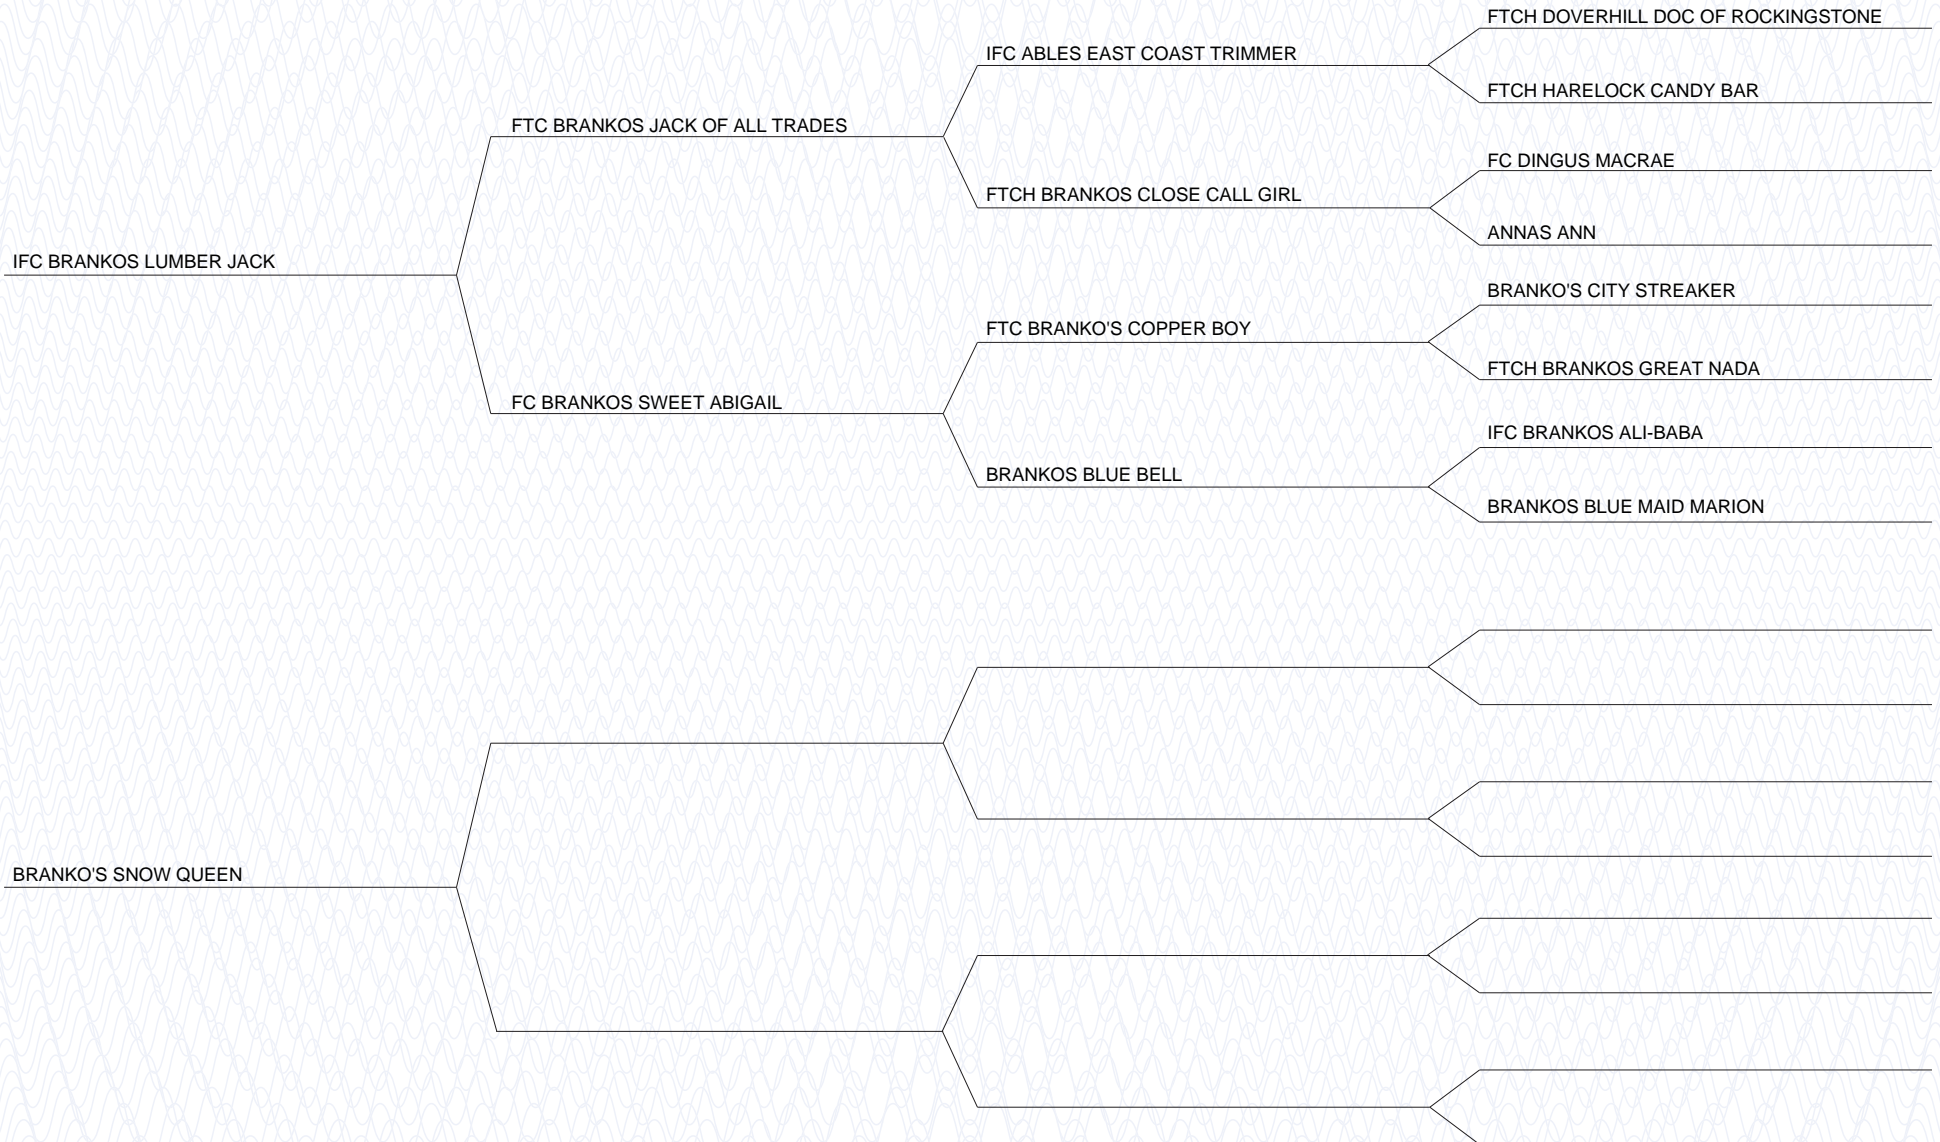 FTCH DOVERHILL DOC OF ROCKINGSTONE
IFC ABLES EAST COAST TRIMMER
FTCH HARELOCK CANDY BAR
FTC BRANKOS JACK OF ALL TRADES
FC DINGUS MACRAE
FTCH BRANKOS CLOSE CALL GIRL
ANNAS ANN
IFC BRANKOS LUMBER JACK
BRANKO'S CITY STREAKER
FTC BRANKO'S COPPER BOY
FTCH BRANKOS GREAT NADA
FC BRANKOS SWEET ABIGAIL
IFC BRANKOS ALI-BABA
BRANKOS BLUE BELL
BRANKOS BLUE MAID MARION
BRANKO'S SNOW QUEEN